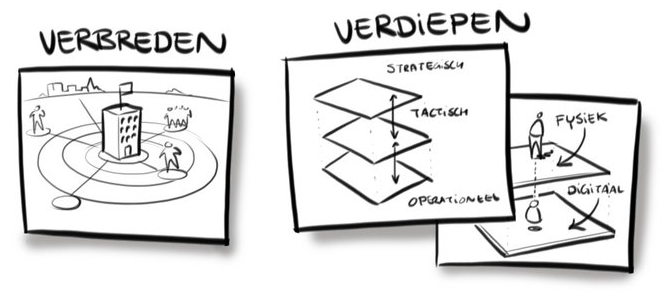 VERBREDEN
VERDiEPEN
STRATEGISCH
TACTISCH
OPERATIONEEL
FYSIEK
DIGITAAL